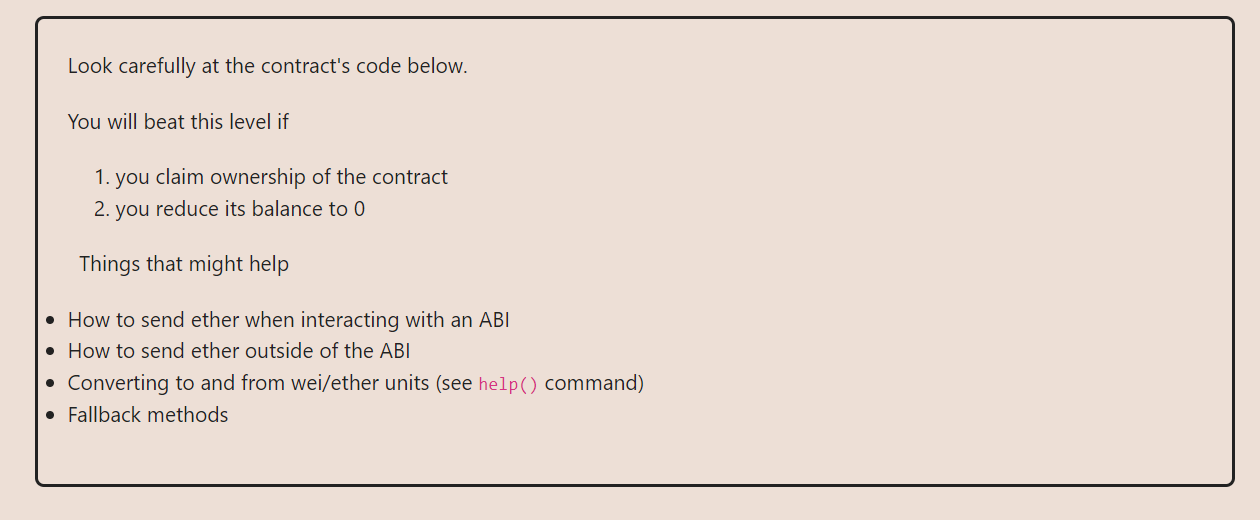 Look carefully at the contract's code below.
You will beat this level if
1. you claim ownership of the contract
2. you reduce its balance to 0
Things that might help
• How to send ether when interacting with an ABI
• How to send ether outside of the ABI
• Converting to and from wei/ether units (see help() command)
• Fallback methods